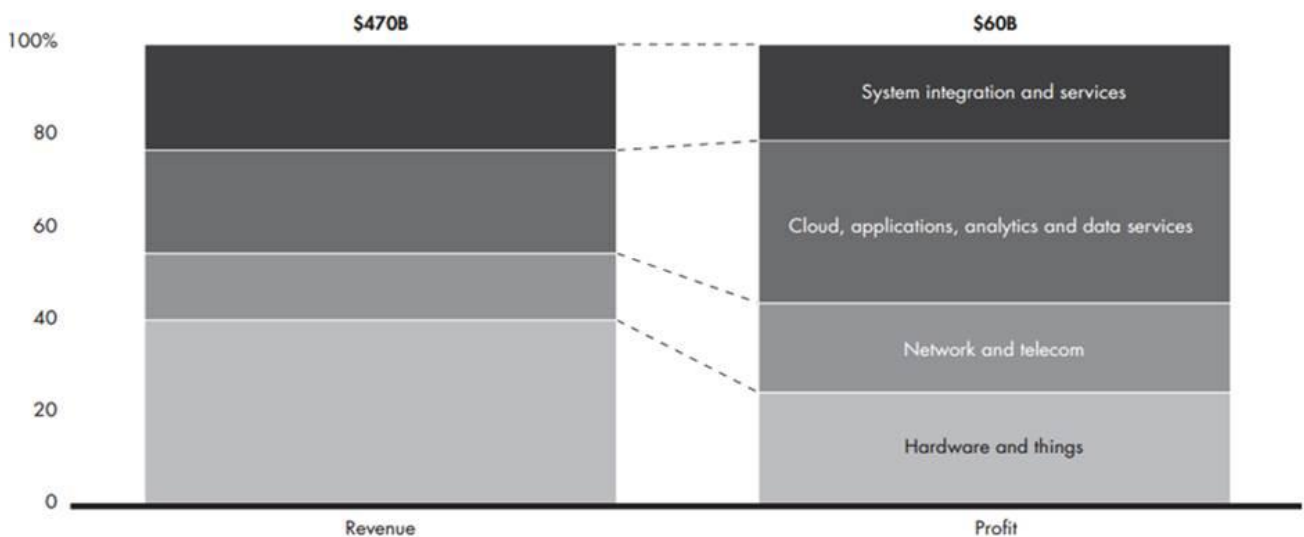 $470B
$60B
100%
80
60
40
20
0
System integration and services
Cloud, applications, analytics and data services
Network and telecom
Hardware and things
Revenue
Profit